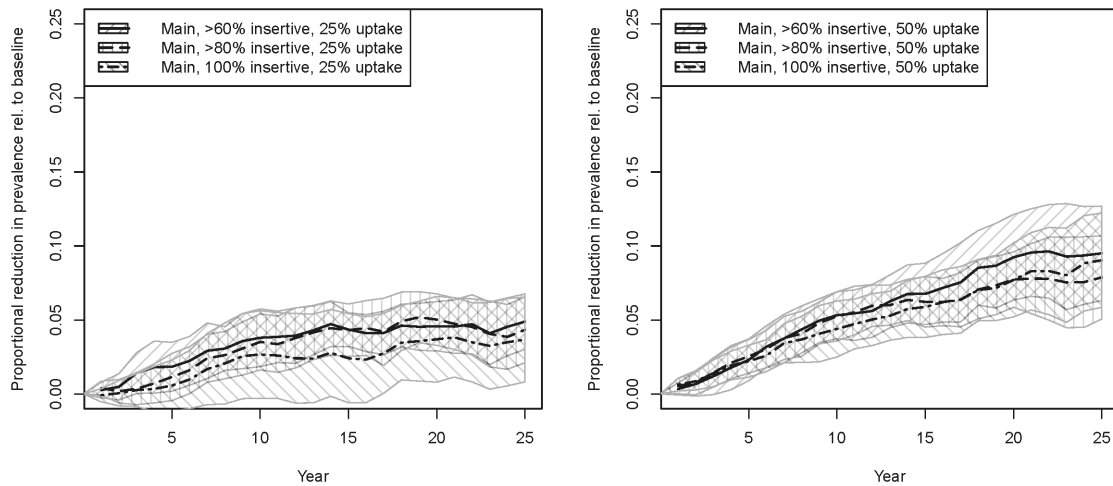 Main, >60% insertive, 25% uptake
Main, >80% insertive, 25% uptake
Main, 100% insertive, 25% uptake
Proportional reduction in prevalence rel. to baseline
0.25
0.20
0.15
0.10
0.05
0.00
5 10 15 20 25
Year
Main, >60% insertive, 50% uptake
Main, >80% insertive, 50% uptake
Main, 100% insertive, 50% uptake
Proportional reduction in prevalence rel. to baseline
0.25
0.20
0.15
0.10
0.05
0.00
5 10 15 20 25
Year